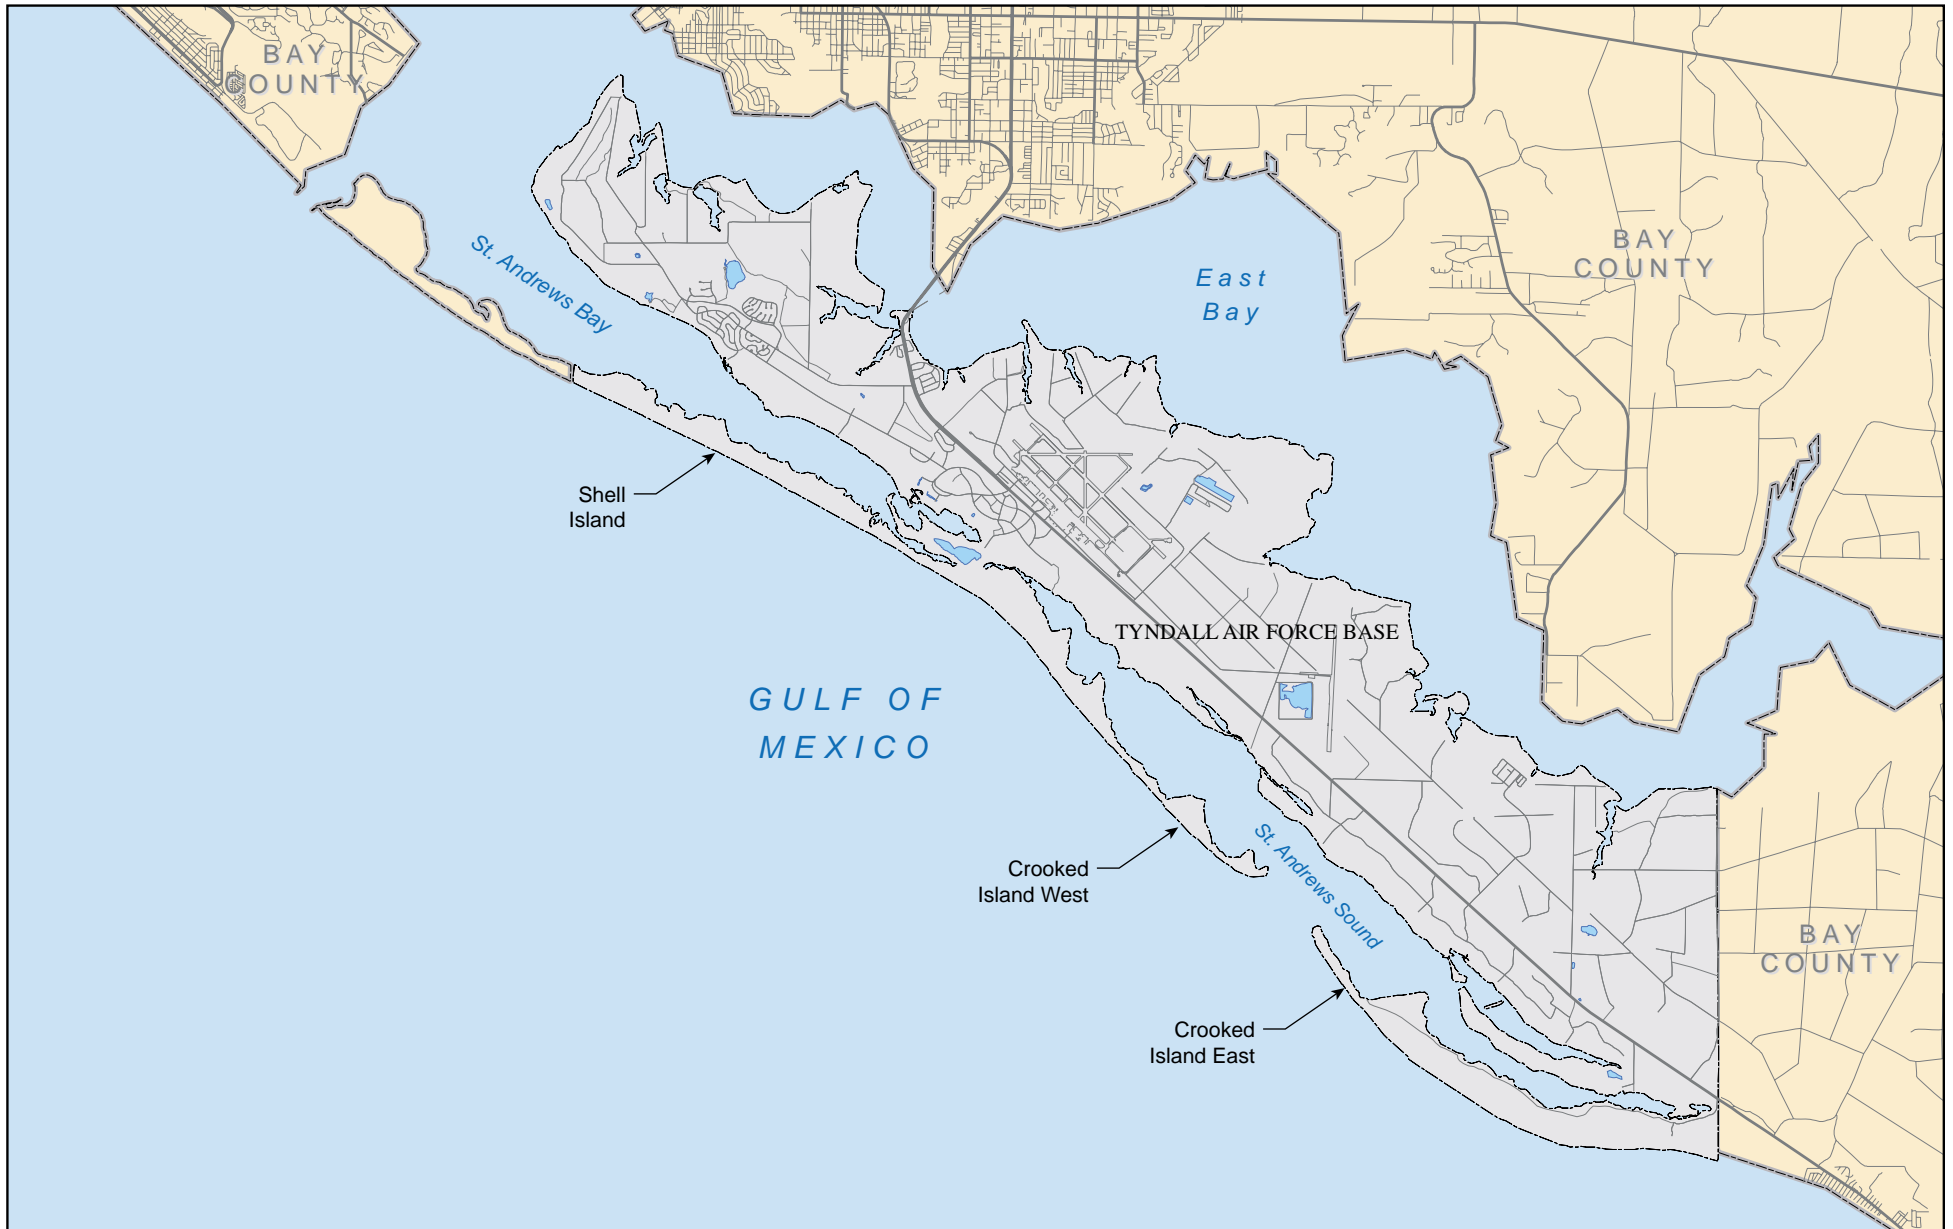 BAY
COUNTY
St. Andrews Bay
East
Bay
BAY
COUNTY
Shell
Island
TYNDALL AIR FORCE BASE
GULF OF
MEXICO
Crooked
Island West
St. Andrews Sound
BAY
COUNTY
Crooked
Island East